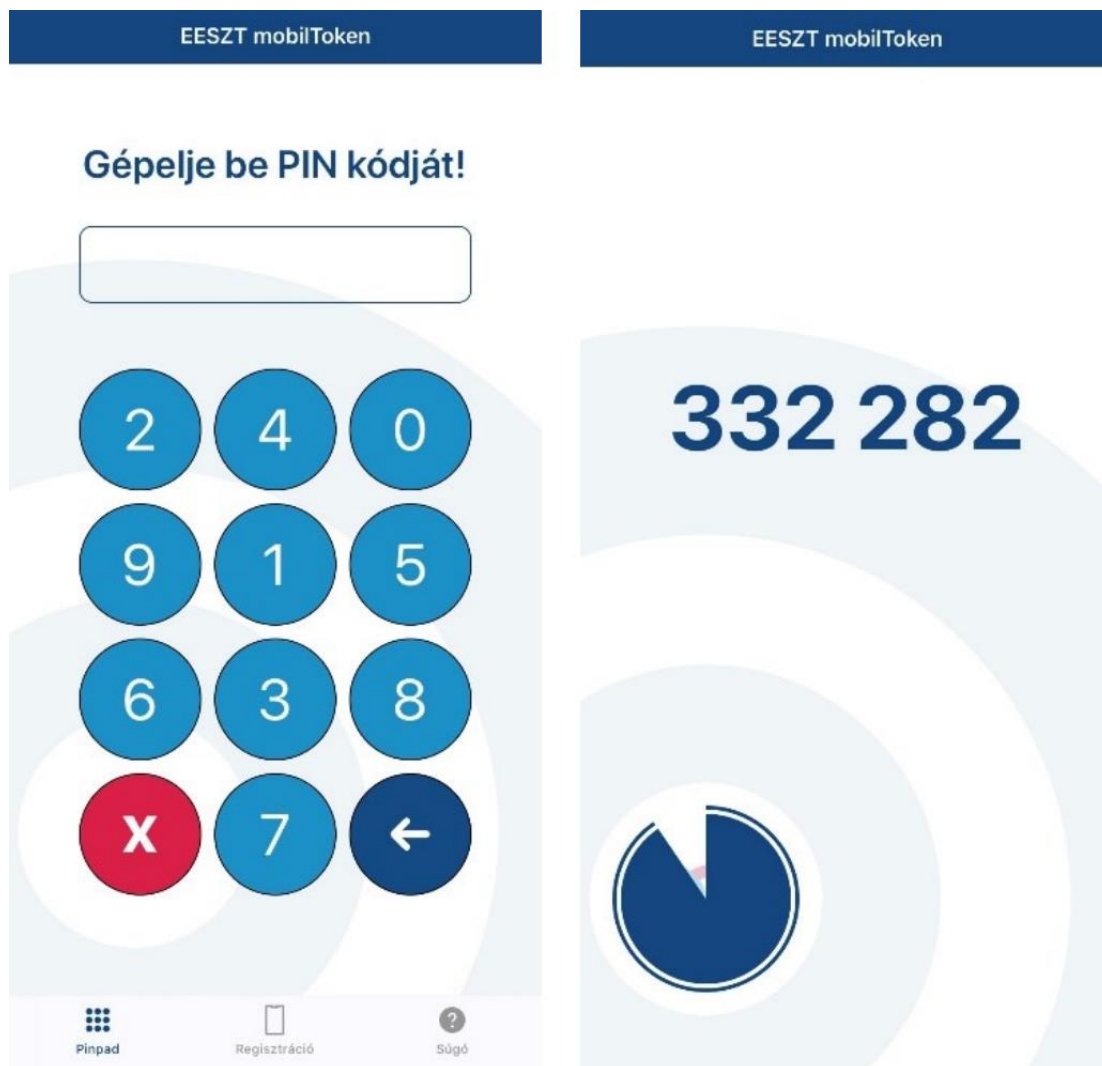 EESZT mobilToken
Gépelje be PIN kódját!
2 4 0
9 1 5
6 3 8
X 7
Pinpad Regisztráció Súgó
EESZT mobilToken
332 282